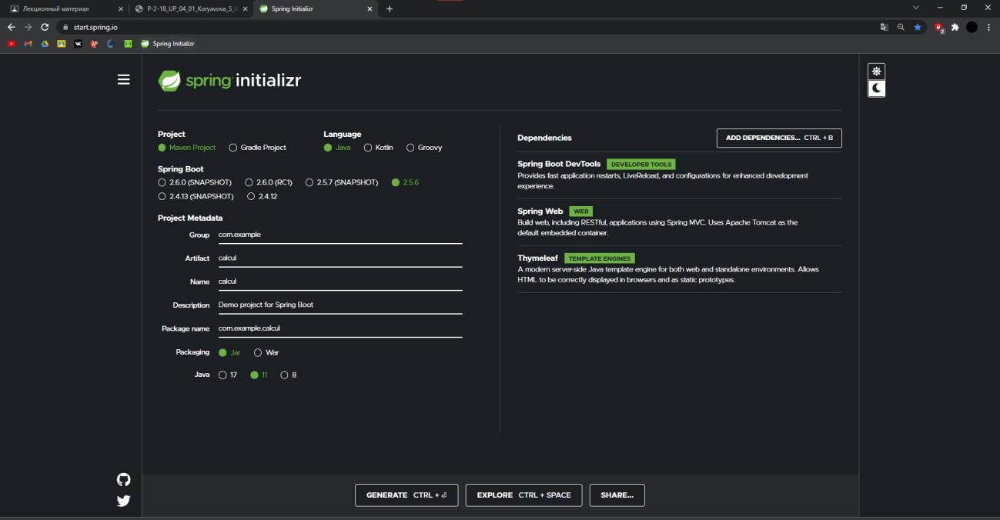 Лекционный материал
P-2-18_UP_04_01_Koryavova_S_A
Spring Initializr
start.spring.io
Spring Initializr
spring initializr
Project
Maven Project Gradle Project
Language
Java Kotlin Groovy
Spring Boot
2.6.0 (SNAPSHOT) 2.6.0 (RC1) 2.5.7 (SNAPSHOT) 2.5.6
2.4.13 (SNAPSHOT) 2.4.12
Project Metadata
Group com.example
Artifact calcul
Name calcul
Description Demo project for Spring Boot
Package name com.example.calcul
Packaging Jar War
Java 17 11 8
Dependencies
ADD DEPENDENCIES... CTRL + B
Spring Boot DevTools DEVELOPER TOOLS
Provides fast application restarts, LiveReload, and configurations for enhanced development
experience.
Spring Web WEB
Build web, including RESTful, applications using Spring MVC. Uses Apache Tomcat as the
default embedded container.
Thymeleaf TEMPLATE ENGINES
A modern server-side Java template engine for both web and standalone environments. Allows
HTML to be correctly displayed in browsers and as static prototypes.
GENERATE CTRL + ⏎
EXPLORE CTRL + SPACE
SHARE...